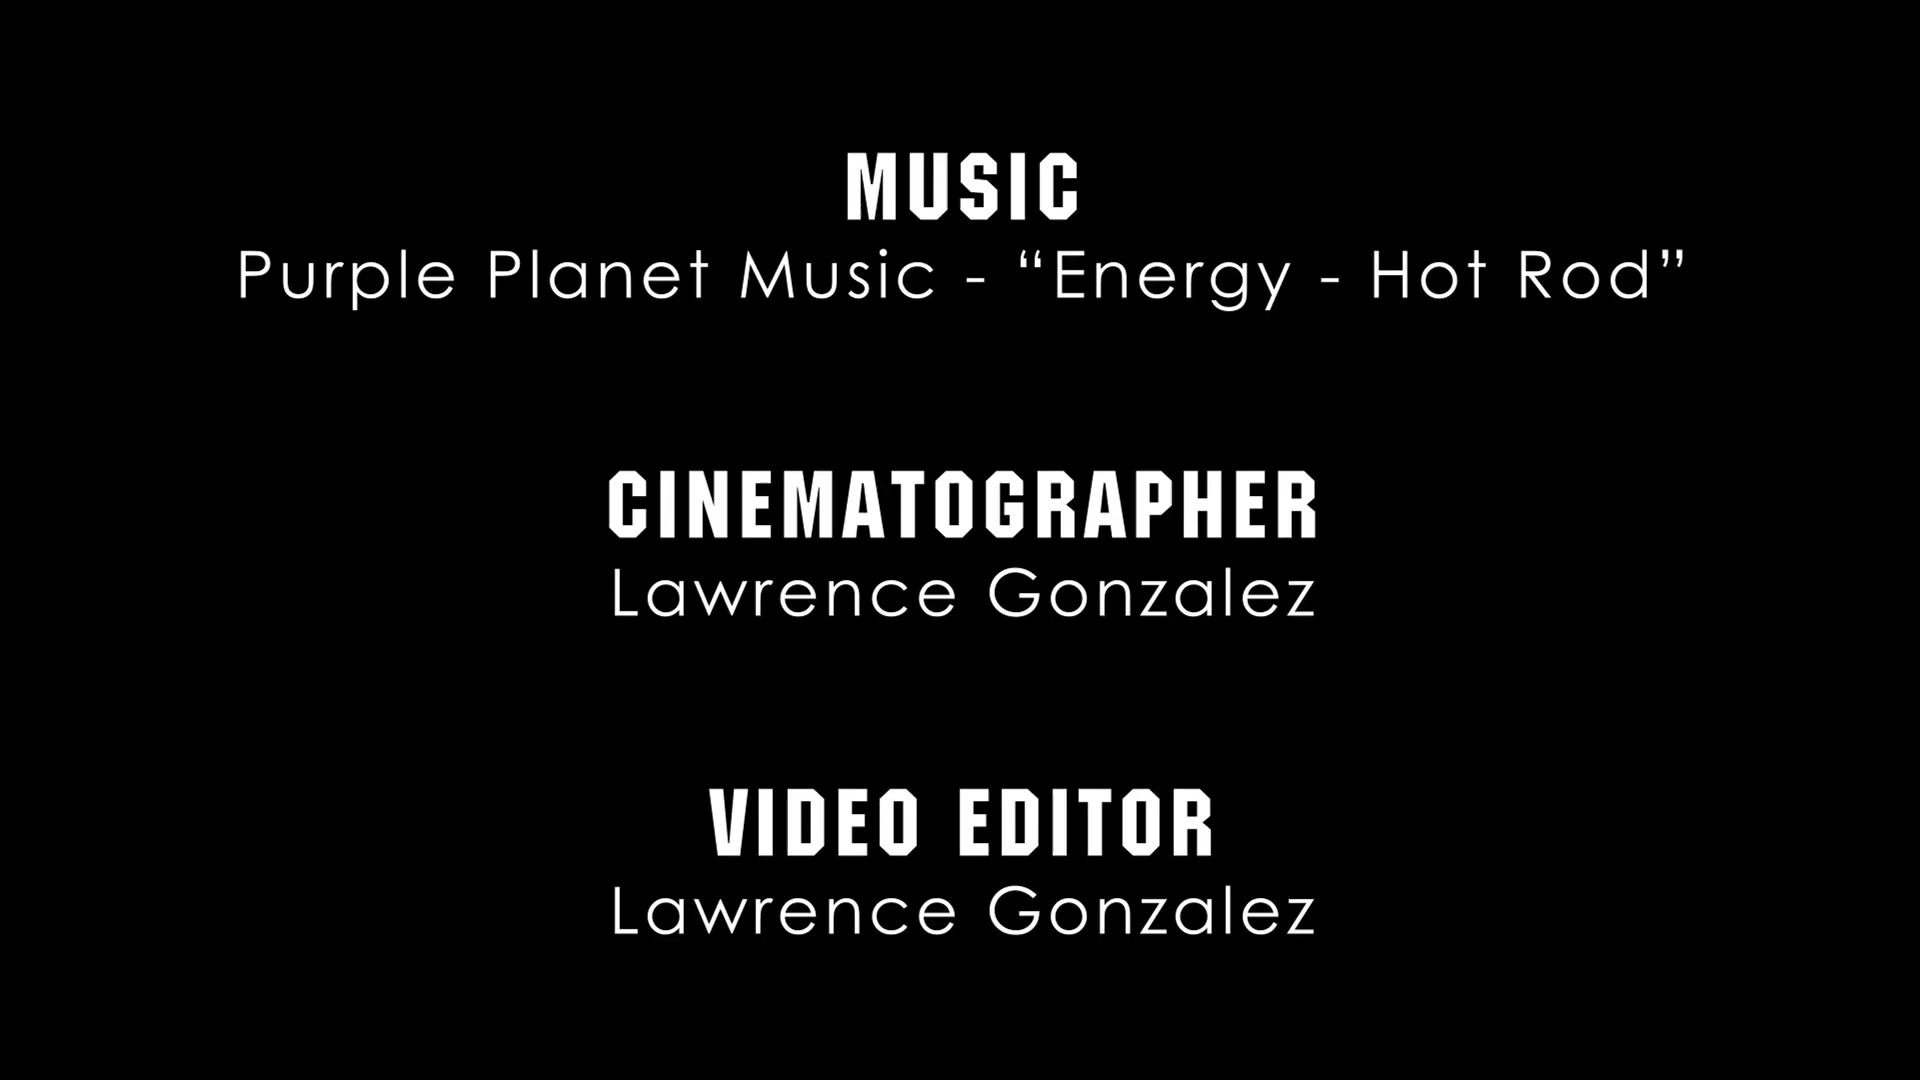 MUSIC
Purple Planet Music - “Energy - Hot Rod”
CINEMATOGRAPHER
Lawrence Gonzalez
VIDEO EDITOR
Lawrence Gonzalez